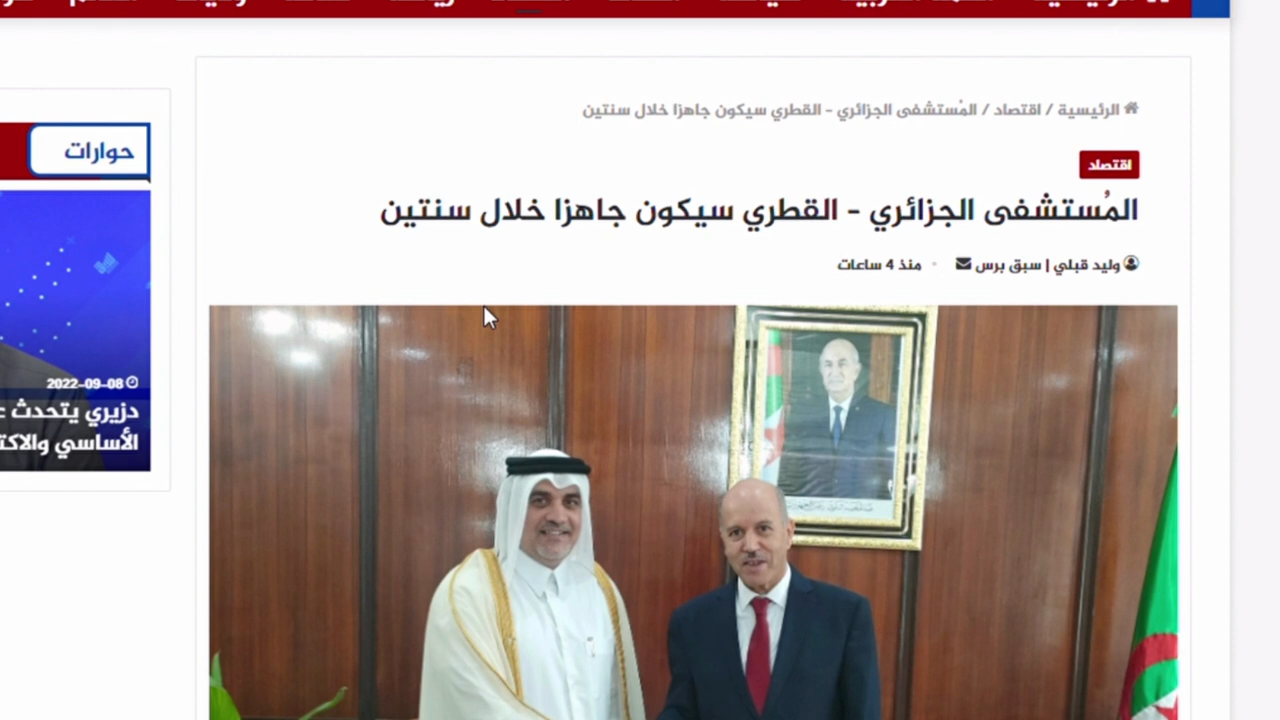 الرئيسية / اقتصاد / المُستشفى الجزائري – القطري سيكون جاهزا خلال سنتين
اقتصاد
المُستشفى الجزائري – القطري سيكون جاهزا خلال سنتين
وليد قبلي | سبق برس
منذ 4 ساعات
حوارات
2022-09-08
دزيري يتحدث
الأساسي